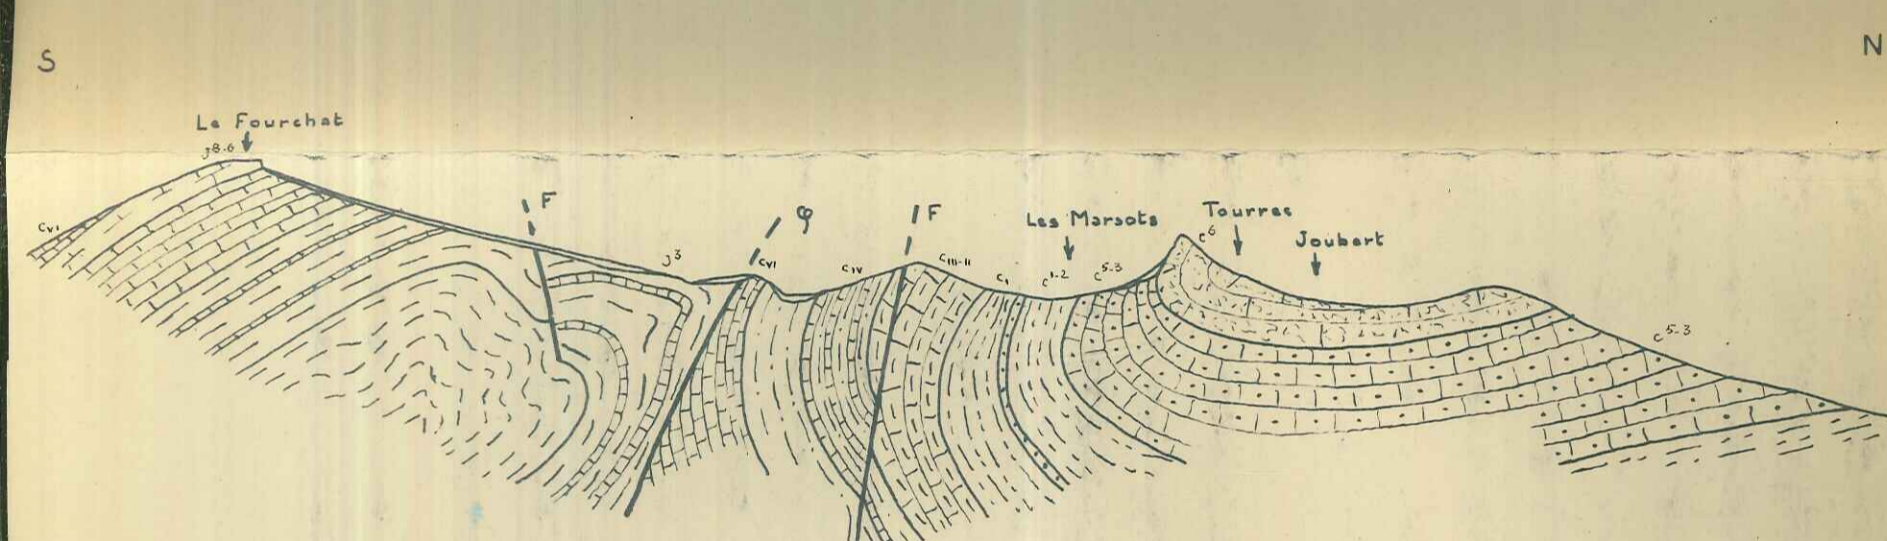 S
N
Le Fourchat
j8-6
F
φ
F
Les Marsots
Tourres
Joubert
c6
CVI
j3
CVI
CIV
CIII-II
CI
c1-2
c5-3
c5-3